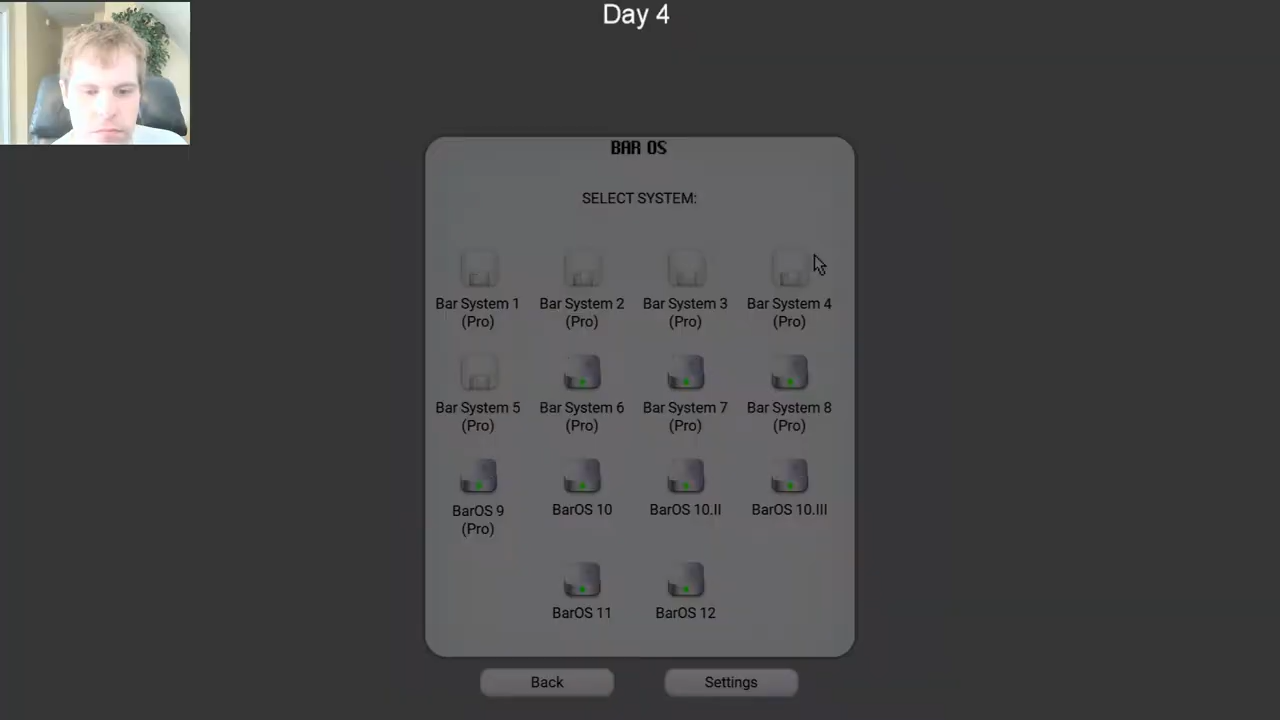 Day 4
BAR OS
SELECT SYSTEM:
Bar System 1
(Pro)
Bar System 2
(Pro)
Bar System 3
(Pro)
Bar System 4
(Pro)
Bar System 5
(Pro)
Bar System 6
(Pro)
Bar System 7
(Pro)
Bar System 8
(Pro)
BarOS 9
(Pro)
BarOS 10
BarOS 10.II
BarOS 10.III
BarOS 11
BarOS 12
Back
Settings